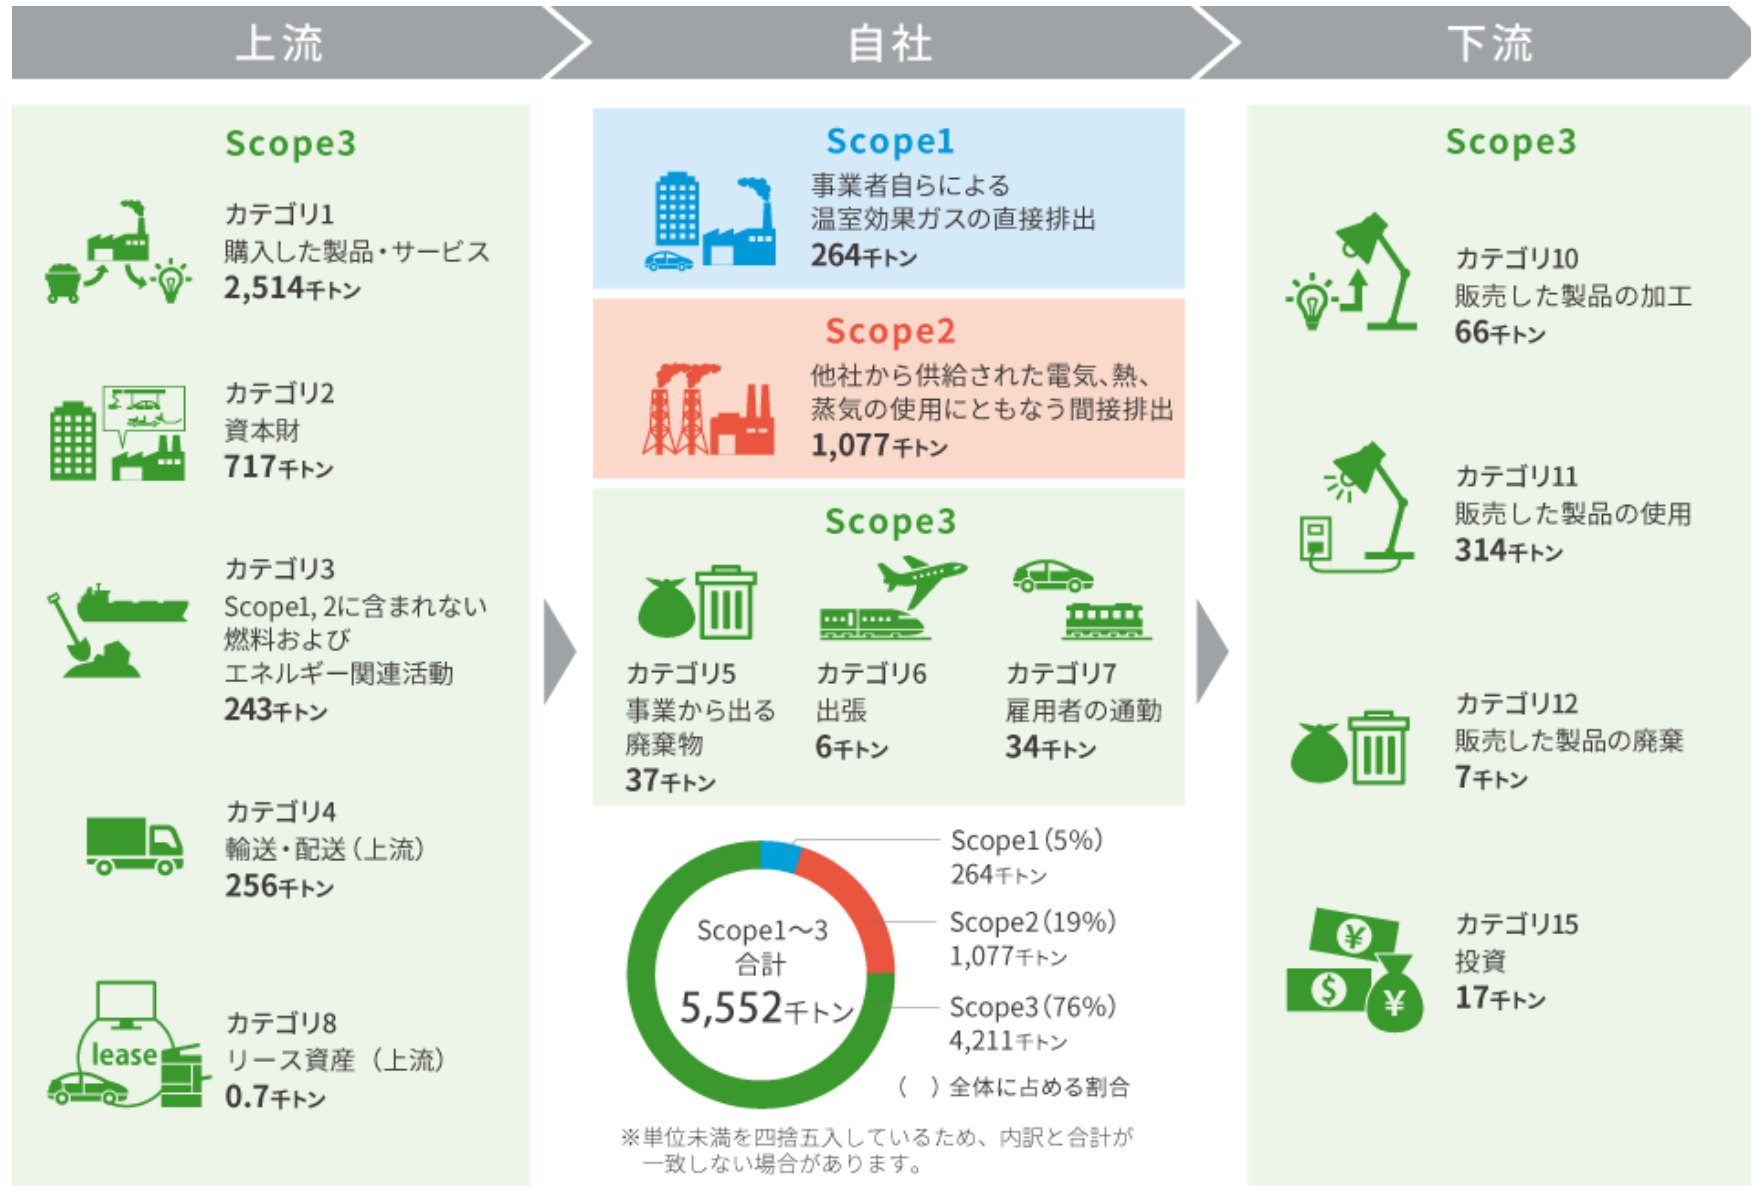 上流
自社
下流
Scope3
カテゴリ1
購入した製品・サービス
2,514千トン
カテゴリ2
資本財
717千トン
カテゴリ3
Scope1, 2に含まれない
燃料および
エネルギー関連活動
243千トン
カテゴリ4
輸送・配送（上流）
256千トン
lease
カテゴリ8
リース資産（上流）
0.7千トン
Scope1
事業者自らによる
温室効果ガスの直接排出
264千トン
Scope2
他社から供給された電気、熱、
蒸気の使用にともなう間接排出
1,077千トン
Scope3
カテゴリ5
事業から出る
廃棄物
37千トン
カテゴリ6
出張
6千トン
カテゴリ7
雇用者の通勤
34千トン
Scope1～3
合計
5,552千トン
Scope1（5%）
264千トン
Scope2（19%）
1,077千トン
Scope3（76%）
4,211千トン
（　）全体に占める割合
※単位未満を四捨五入しているため、内訳と合計が
一致しない場合があります。
Scope3
カテゴリ10
販売した製品の加工
66千トン
カテゴリ11
販売した製品の使用
314千トン
カテゴリ12
販売した製品の廃棄
7千トン
¥
$
¥
カテゴリ15
投資
17千トン